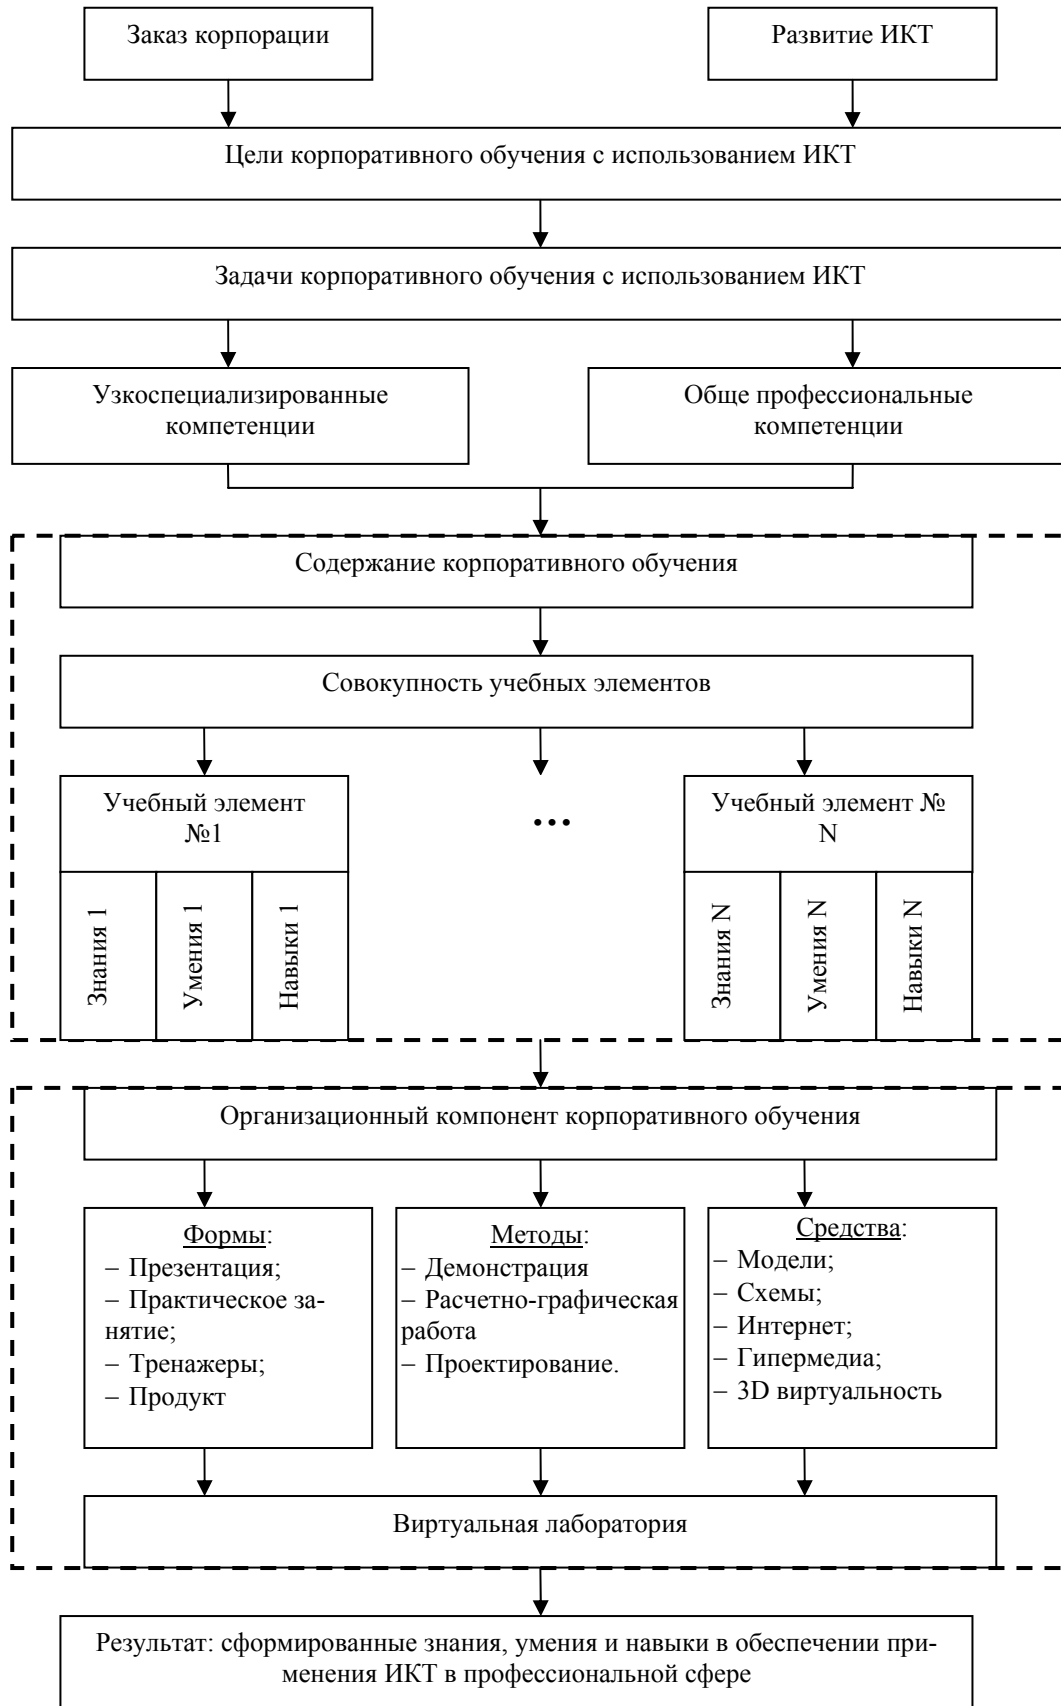 Заказ корпорации
Развитие ИКТ
Цели корпоративного обучения с использованием ИКТ
Задачи корпоративного обучения с использованием ИКТ
Узкоспециализированные
компетенции
Обще профессиональные
компетенции
Содержание корпоративного обучения
Совокупность учебных элементов
Учебный элемент
№1
...
Учебный элемент №
N
Знания 1
Умения 1
Навыки 1
Знания N
Умения N
Навыки N
Организационный компонент корпоративного обучения
Формы:
– Презентация;
– Практическое за-
нятие;
– Тренажеры;
– Продукт
Методы:
– Демонстрация
– Расчетно-графическая
работа
– Проектирование.
Средства:
– Модели;
– Схемы;
– Интернет;
– Гипермедиа;
– 3D виртуальность
Виртуальная лаборатория
Результат: сформированные знания, умения и навыки в обеспечении при-
менения ИКТ в профессиональной сфере